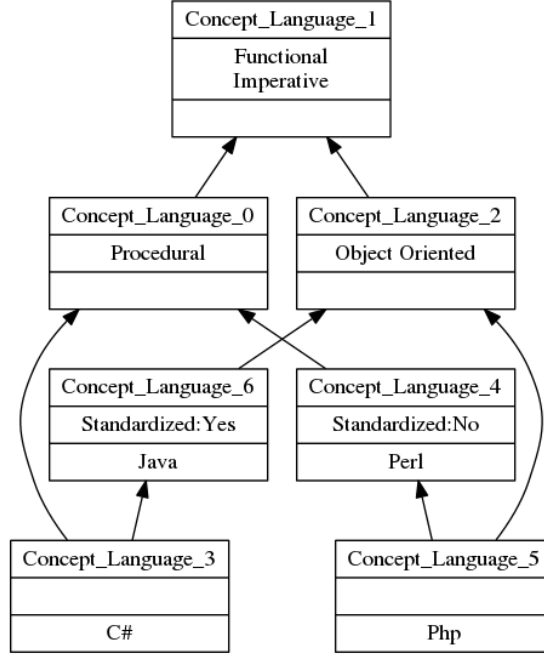 Concept_Language_1
Functional
Imperative
Concept_Language_0
Procedural
Concept_Language_2
Object Oriented
Concept_Language_6
Standardized:Yes
Java
Concept_Language_4
Standardized:No
Perl
Concept_Language_3
C#
Concept_Language_5
Php